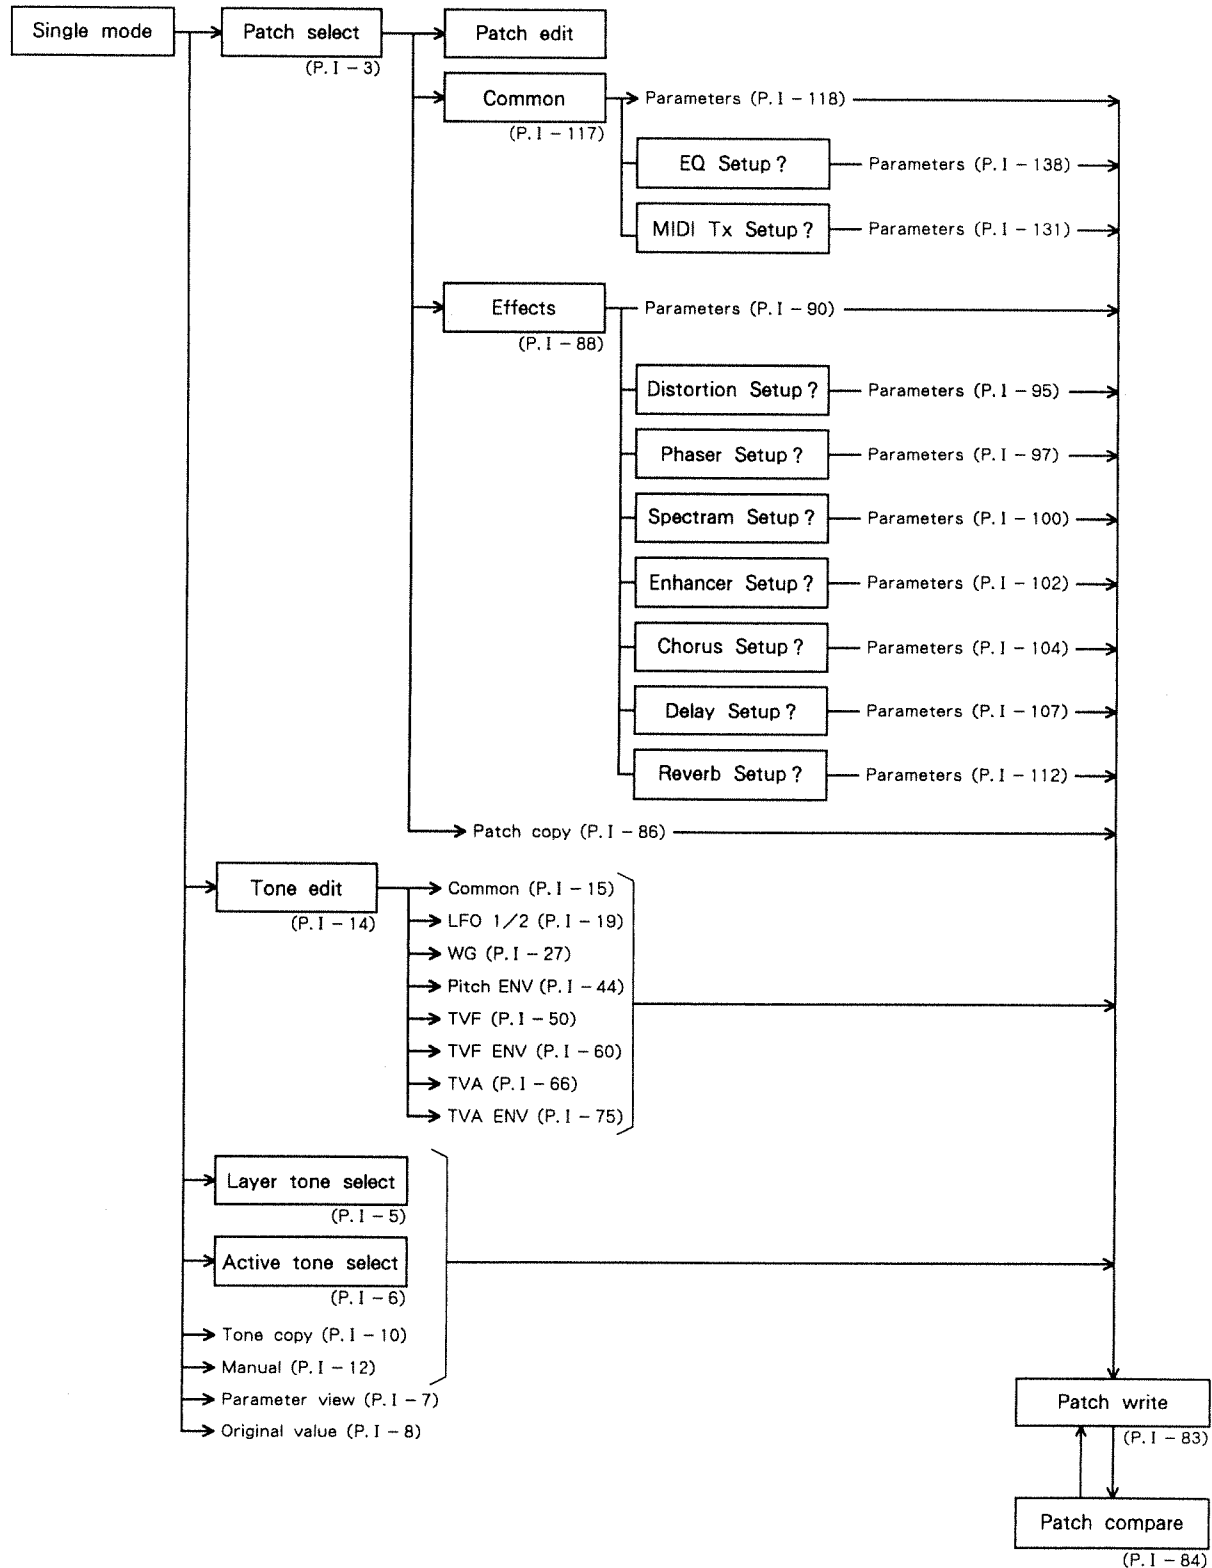 Single mode
Patch select
(P. I - 3)
Patch edit
Common
(P. I - 117)
Parameters (P. I - 118)
EQ Setup ?
Parameters (P. I - 138)
MIDI Tx Setup ?
Parameters (P. I - 131)
Effects
(P. I - 88)
Parameters (P. I - 90)
Distortion Setup ?
Parameters (P. I - 95)
Phaser Setup ?
Parameters (P. I - 97)
Spectram Setup ?
Parameters (P. I - 100)
Enhancer Setup ?
Parameters (P. I - 102)
Chorus Setup ?
Parameters (P. I - 104)
Delay Setup ?
Parameters (P. I - 107)
Reverb Setup ?
Parameters (P. I - 112)
Patch copy (P. I - 86)
Tone edit
(P. I - 14)
Common (P. I - 15)
LFO 1/2 (P. I - 19)
WG (P. I - 27)
Pitch ENV (P. I - 44)
TVF (P. I - 50)
TVF ENV (P. I - 60)
TVA (P. I - 66)
TVA ENV (P. I - 75)
Layer tone select
(P. I - 5)
Active tone select
(P. I - 6)
Tone copy (P. I - 10)
Manual (P. I - 12)
Parameter view (P. I - 7)
Original value (P. I - 8)
Patch write
(P. I - 83)
Patch compare
(P. I - 84)